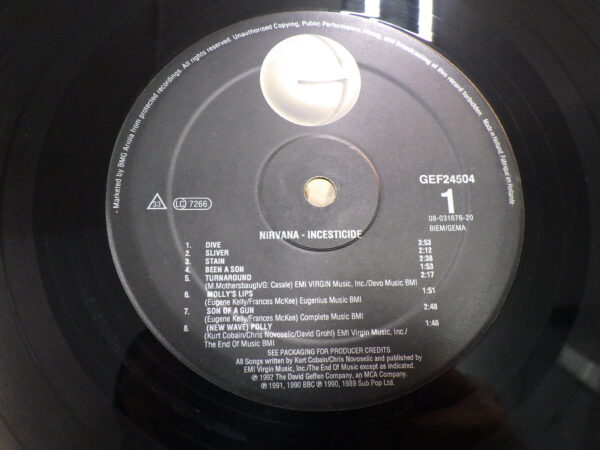 · Marketed by BMG Ariola from protected recordings. All rights reserved. Unauthorised Copying, Public Performance, Hiring, and Broadcasting of this record forbidden. Made in Holland. Fabrique en Hollande ·
GEF24504
1
33
LC 7266
08-031676-20
BIEM/GEMA
NIRVANA - INCESTICIDE
1. DIVE 3:53
2. SLIVER 2:12
3. STAIN 2:38
4. BEEN A SON 1:53
5. TURNAROUND 2:17
(M.Mothersbaugh/G. Casale) EMI VIRGIN Music, Inc./Devo Music BMI
6. MOLLY'S LIPS 1:51
(Eugene Kelly/Frances McKee) Eugenius Music BMI
7. SON OF A GUN 2:48
(Eugene Kelly/Frances McKee) Complete Music BMI
8. (NEW WAVE) POLLY 1:46
(Kurt Cobain/Chris Novoselic/David Grohl) EMI Virgin Music, Inc./
The End Of Music BMI
SEE PACKAGING FOR PRODUCER CREDITS
All Songs written by Kurt Cobain/Chris Novoselic and published by
EMI Virgin Music, Inc./The End Of Music except as indicated.
℗ 1992 The David Geffen Company, an MCA Company.
℗ 1991, 1990 BBC ℗ 1990, 1989 Sub Pop Ltd.